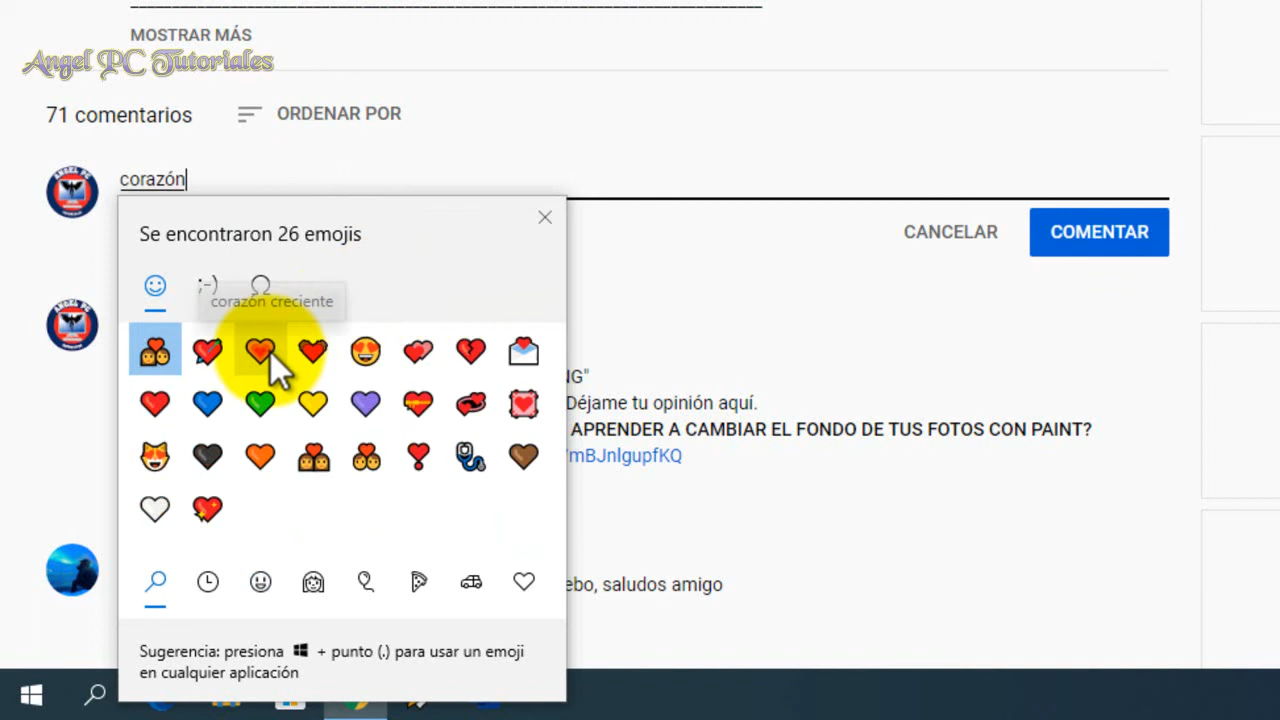 MOSTRAR MÁS
Angel PC Tutoriales
71 comentarios
ORDENAR POR
corazón
Se encontraron 26 emojis
CANCELAR
COMENTAR
;-)
corazón creciente
NG"
Déjame tu opinión aquí.
APRENDER A CAMBIAR EL FONDO DE TUS FOTOS CON PAINT?
mBJnlgupfKQ
ebo, saludos amigo
Sugerencia: presiona + punto (.) para usar un emoji
en cualquier aplicación